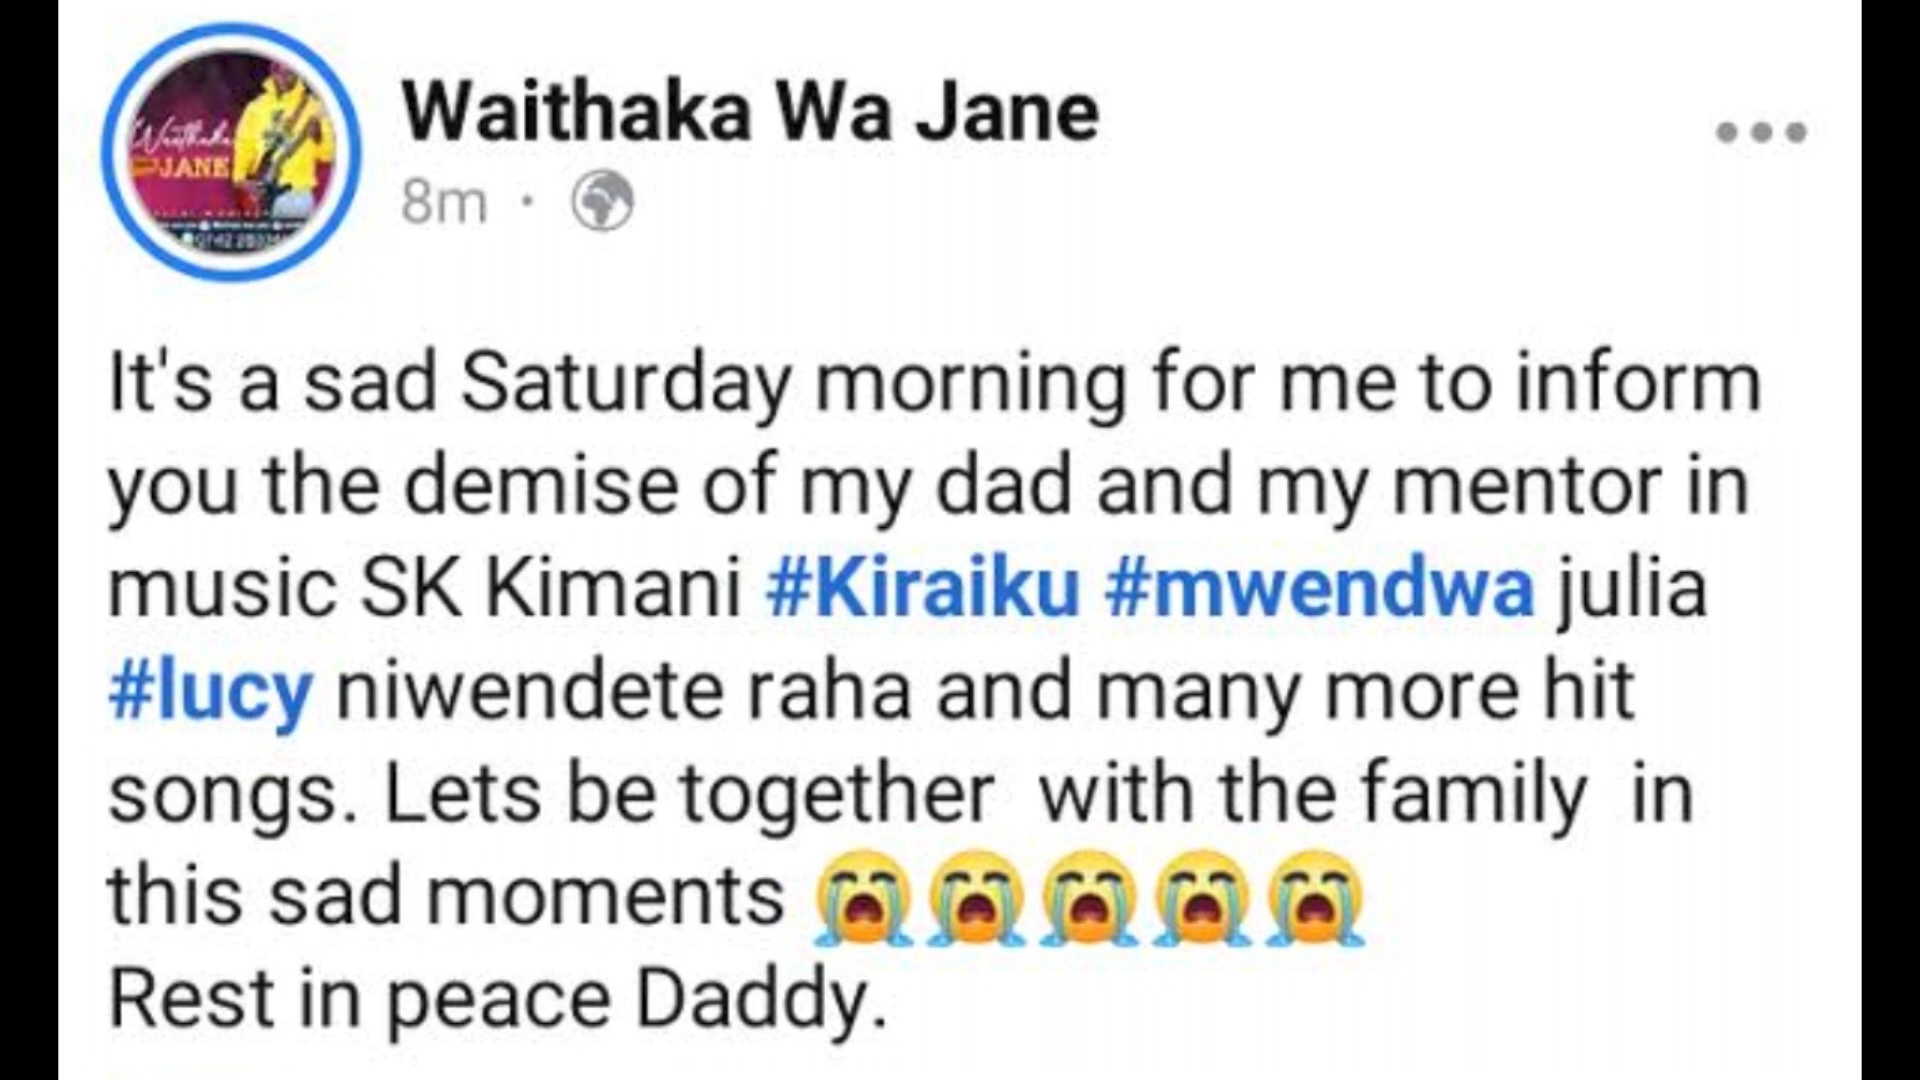 Waithaka
JANE
Waithaka Wa Jane
8m ·
It's a sad Saturday morning for me to inform
you the demise of my dad and my mentor in
music SK Kimani #Kiraiku #mwendwa julia
#lucy niwendete raha and many more hit
songs. Lets be together with the family in
this sad moments 😭😭😭😭😭
Rest in peace Daddy.